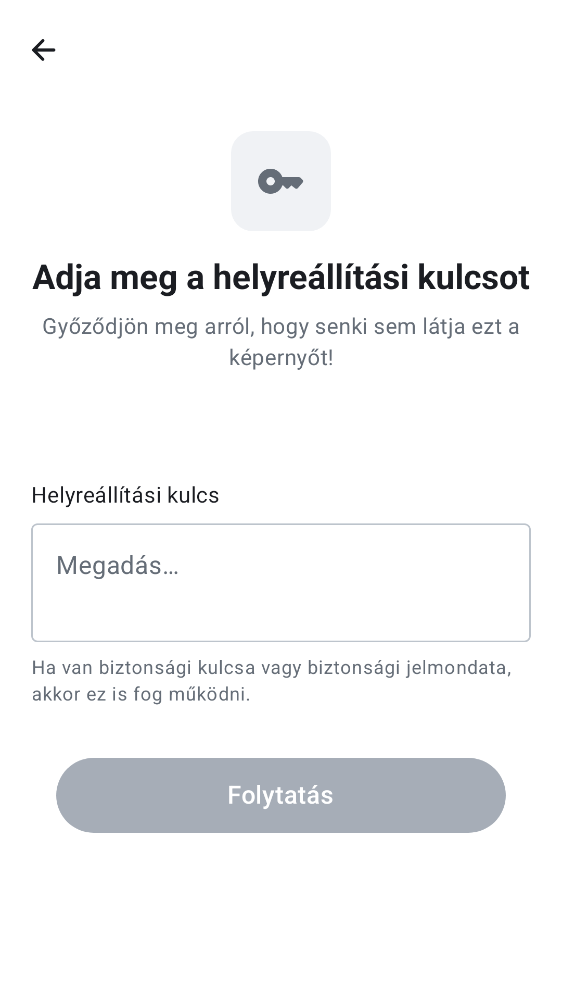 Adja meg a helyreállítási kulcsot
Győződjön meg arról, hogy senki sem látja ezt a
képernyőt!
Helyreállítási kulcs
Megadás…
Ha van biztonsági kulcsa vagy biztonsági jelmondata,
akkor ez is fog működni.
Folytatás